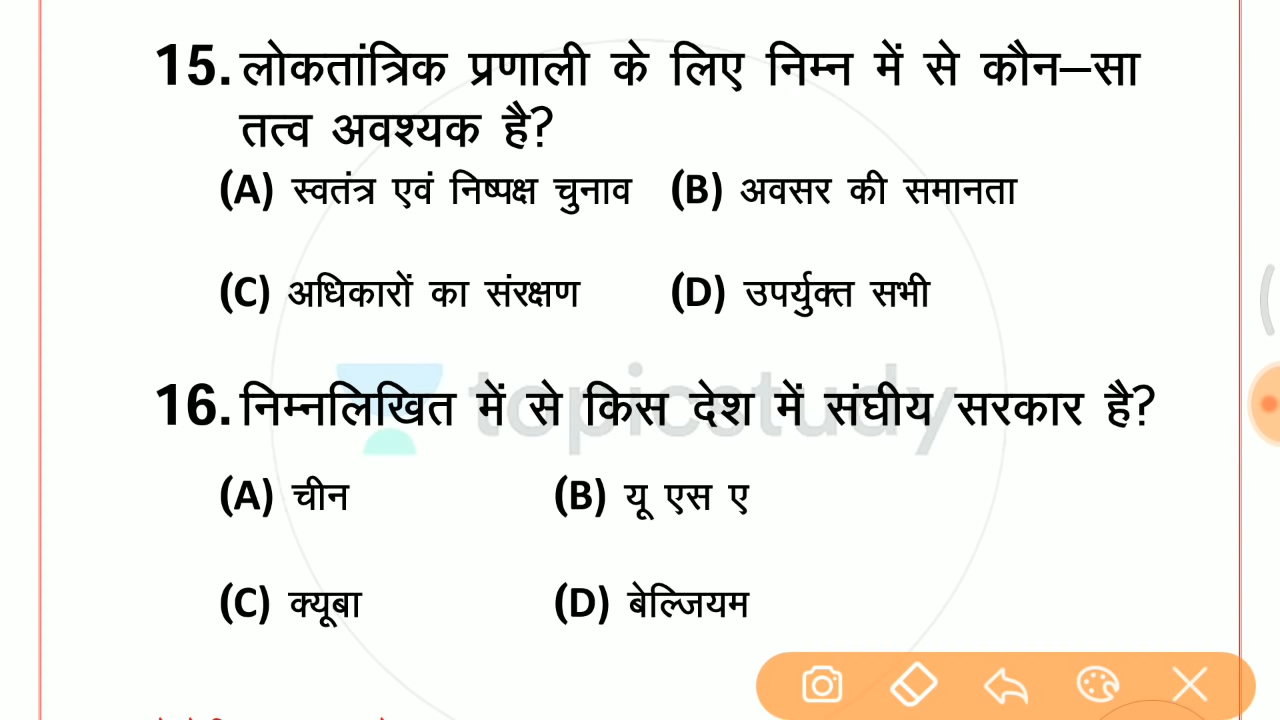 15. लोकतांत्रिक प्रणाली के लिए निम्न में से कौन–सा
तत्व अवश्यक है?
(A) स्वतंत्र एवं निष्पक्ष चुनाव (B) अवसर की समानता
(C) अधिकारों का संरक्षण (D) उपर्युक्त सभी
topicstudy
16. निम्नलिखित में से किस देश में संघीय सरकार है?
(A) चीन (B) यू एस ए
(C) क्यूबा (D) बेल्जियम